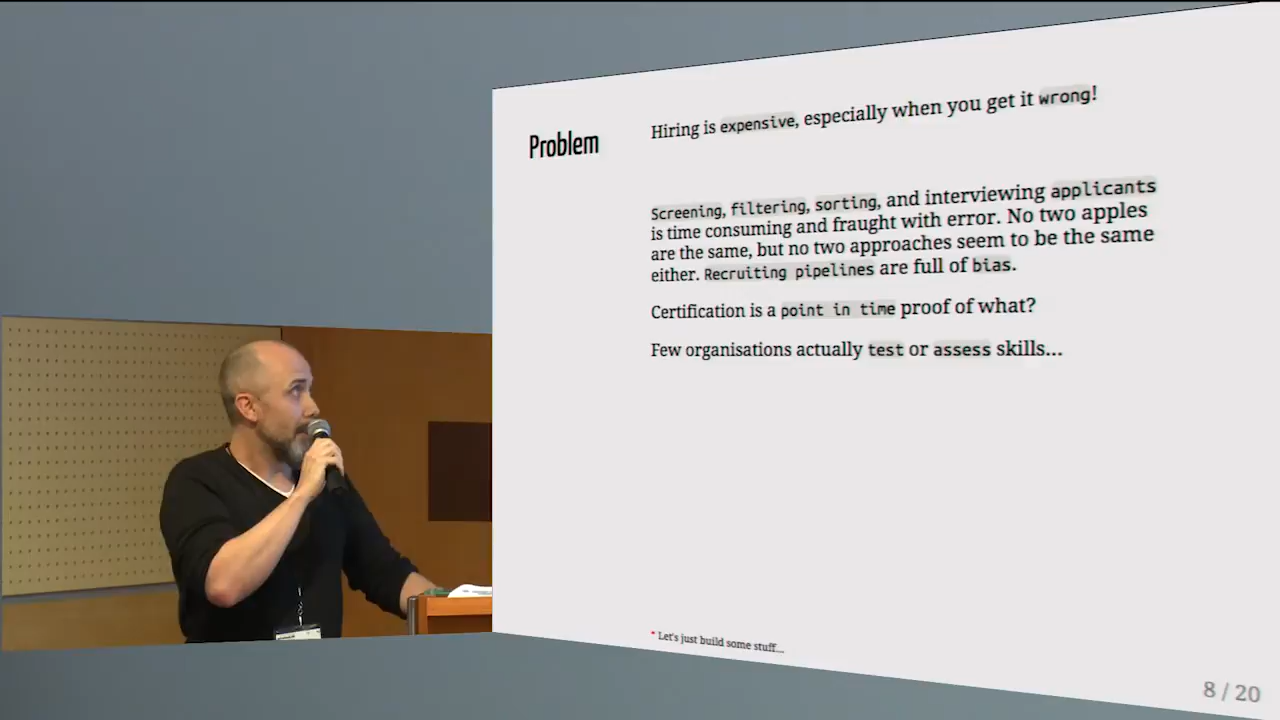 Problem
Hiring is expensive, especially when you get it wrong!
Screening, filtering, sorting, and interviewing applicants
is time consuming and fraught with error. No two apples
are the same, but no two approaches seem to be the same
either. Recruiting pipelines are full of bias.
Certification is a point in time proof of what?
Few organisations actually test or assess skills...
* Let's just build some stuff...
8 / 20